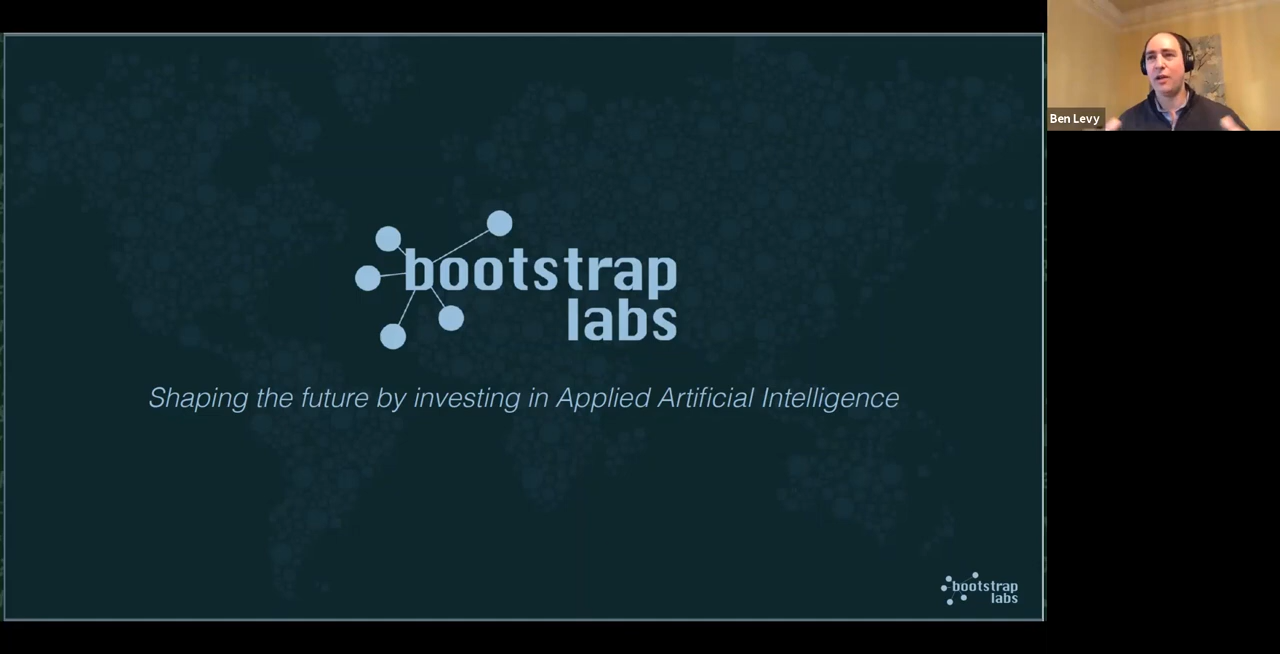 bootstrap
labs
Shaping the future by investing in Applied Artificial Intelligence
bootstrap
labs
Ben Levy